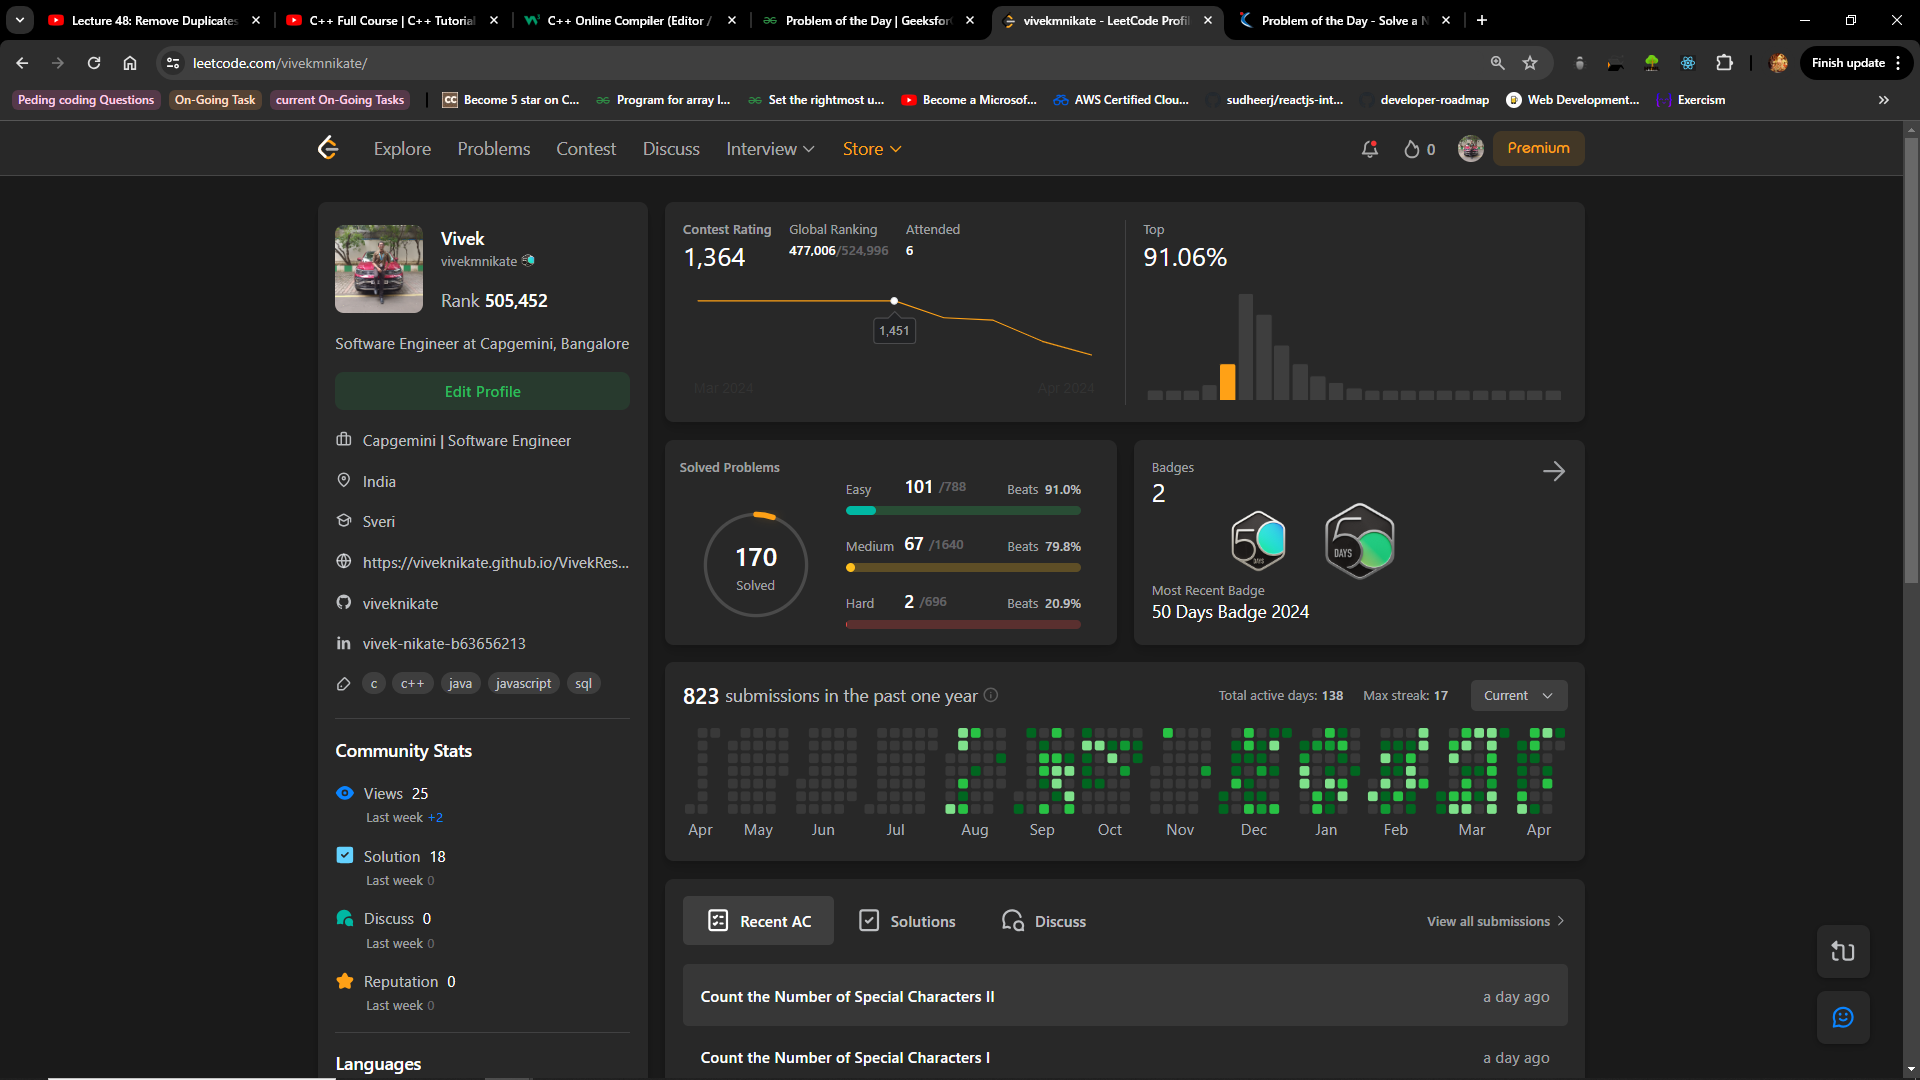 Lecture 48: Remove Duplicates
C++ Full Course | C++ Tutorial
C++ Online Compiler (Editor /
Problem of the Day | Geeksfor
vivekmnikate - LeetCode Profil
Problem of the Day - Solve a N
leetcode.com/vivekmnikate/
Finish update
Peding coding Questions
On-Going Task
current On-Going Tasks
CC Become 5 star on C...
Program for array l...
Set the rightmost u...
Become a Microsof...
AWS Certified Clou...
sudheerj/reactjs-int...
developer-roadmap
Web Development...
Exercism
Explore Problems Contest Discuss Interview Store 0 Premium
Vivek
vivekmnikate
Rank 505,452
Software Engineer at Capgemini, Bangalore
Edit Profile
Capgemini | Software Engineer
India
Sveri
https://viveknikate.github.io/VivekRes...
viveknikate
in vivek-nikate-b63656213
c c++ java javascript sql
Community Stats
Views 25
Last week +2
Solution 18
Last week 0
Discuss 0
Last week 0
Reputation 0
Last week 0
Languages
Contest Rating Global Ranking Attended
1,364 477,006/524,996 6
1,451
Mar 2024 Apr 2024
Top
91.06%
Solved Problems
170
Solved
Easy 101 /788 Beats 91.0%
Medium 67 /1640 Beats 79.8%
Hard 2 /696 Beats 20.9%
Badges
2
50 DAYS
50 DAYS
Most Recent Badge
50 Days Badge 2024
823 submissions in the past one year Total active days: 138 Max streak: 17 Current
Apr May Jun Jul Aug Sep Oct Nov Dec Jan Feb Mar Apr
Recent AC Solutions Discuss View all submissions
Count the Number of Special Characters II a day ago
Count the Number of Special Characters I a day ago